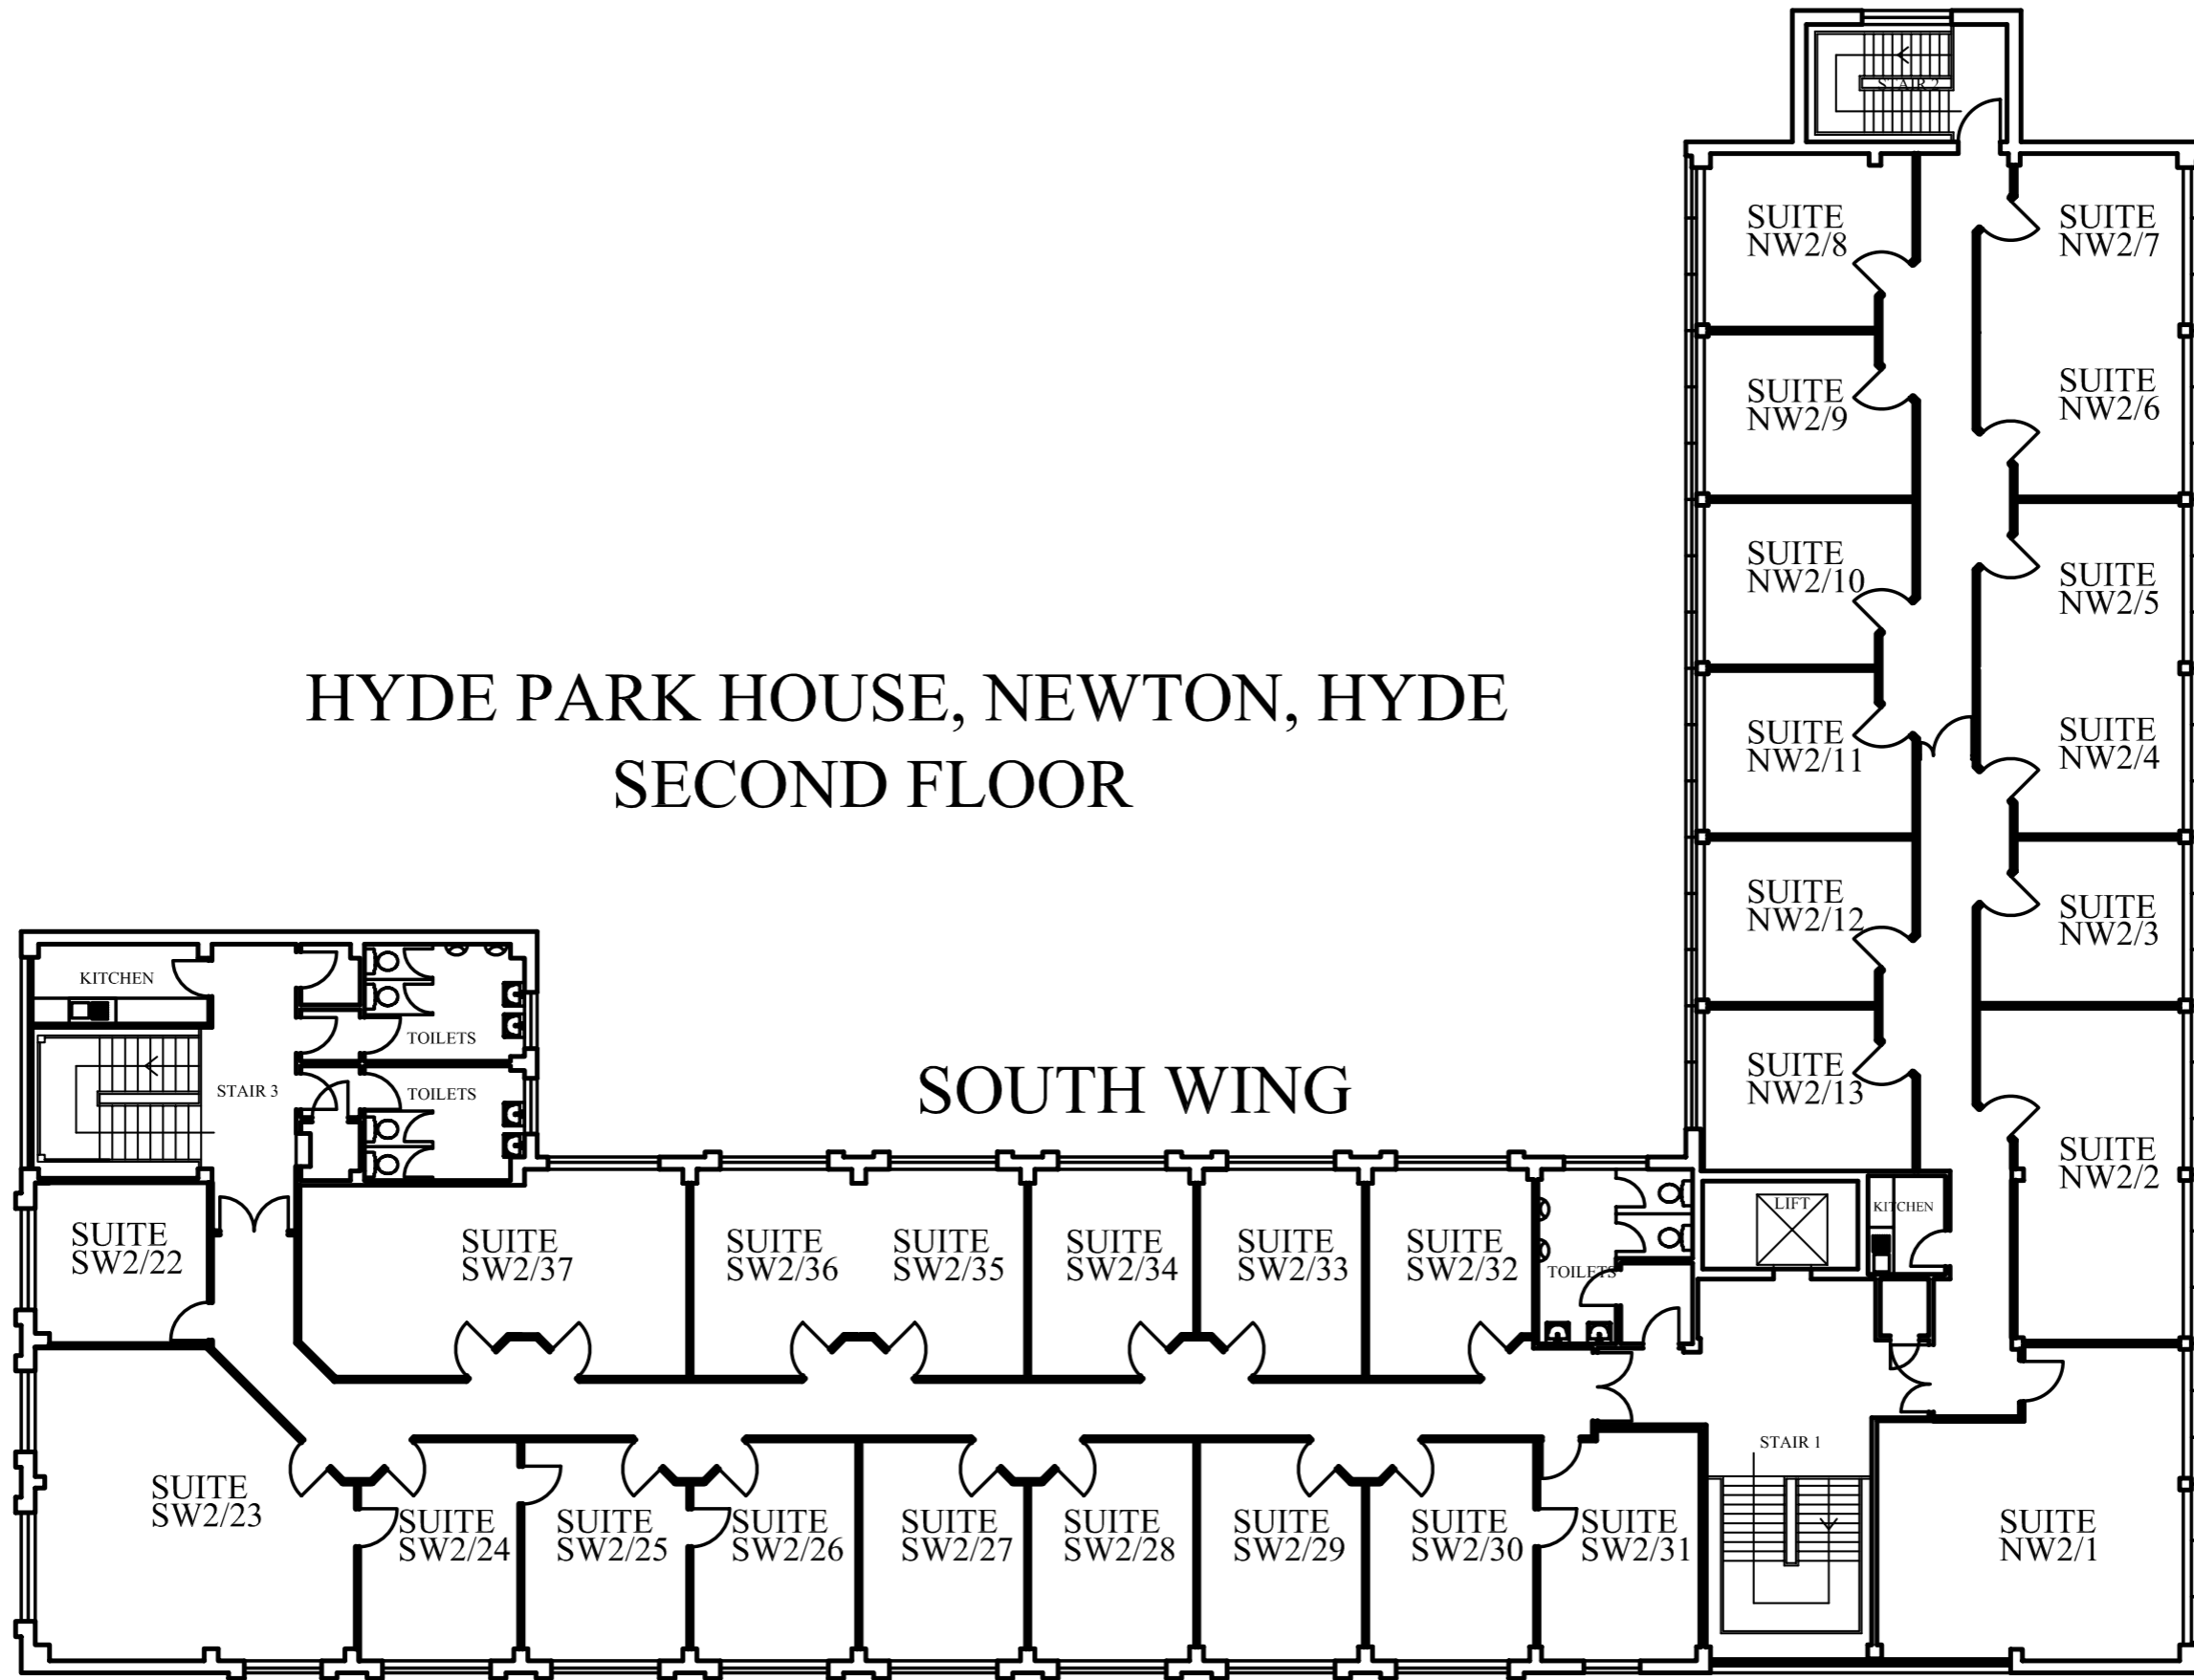 STAIR 2
SUITE
NW2/8
SUITE
NW2/7
SUITE
NW2/9
SUITE
NW2/6
SUITE
NW2/10
SUITE
NW2/5
HYDE PARK HOUSE, NEWTON, HYDE
SECOND FLOOR
SUITE
NW2/11
SUITE
NW2/4
SUITE
NW2/12
SUITE
NW2/3
KITCHEN
TOILETS
STAIR 3
TOILETS
SOUTH WING
SUITE
NW2/13
SUITE
NW2/2
SUITE
SW2/22
SUITE
SW2/37
SUITE
SW2/36
SUITE
SW2/35
SUITE
SW2/34
SUITE
SW2/33
SUITE
SW2/32
TOILETS
LIFT
KITCHEN
SUITE
SW2/23
SUITE
SW2/24
SUITE
SW2/25
SUITE
SW2/26
SUITE
SW2/27
SUITE
SW2/28
SUITE
SW2/29
SUITE
SW2/30
SUITE
SW2/31
STAIR 1
SUITE
NW2/1